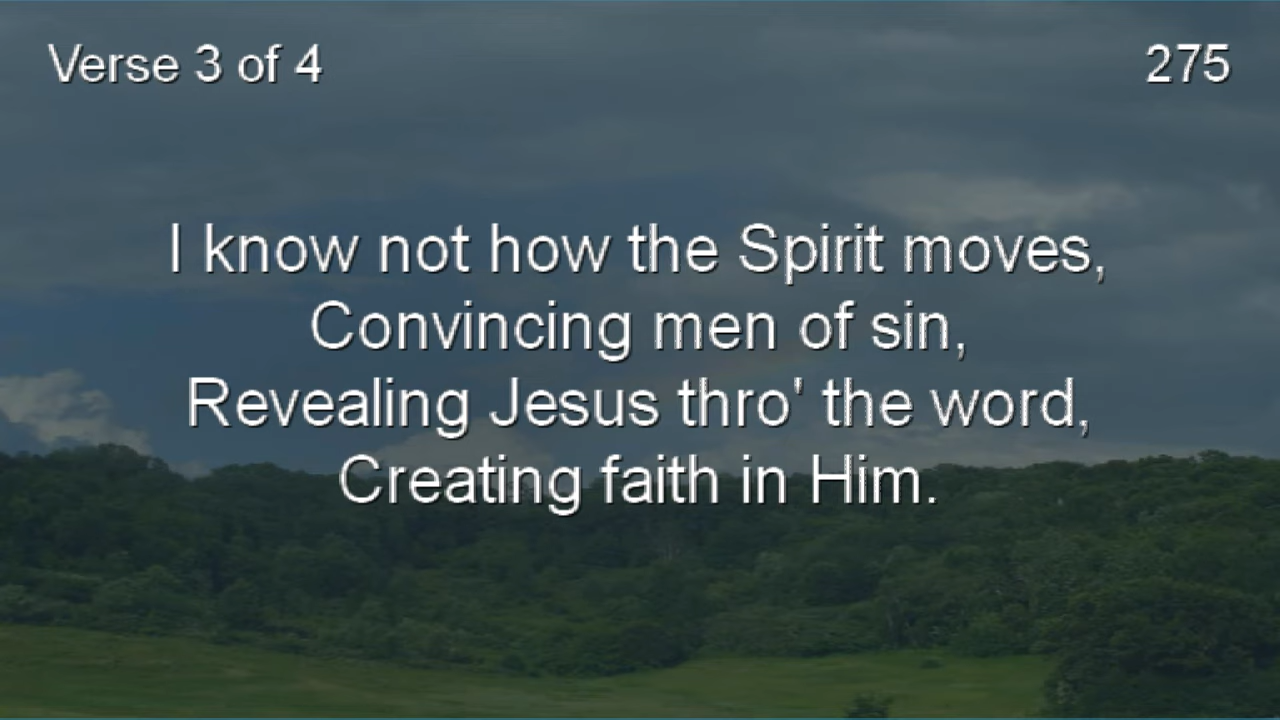 Verse 3 of 4
275
I know not how the Spirit moves,
Convincing men of sin,
Revealing Jesus thro' the word,
Creating faith in Him.